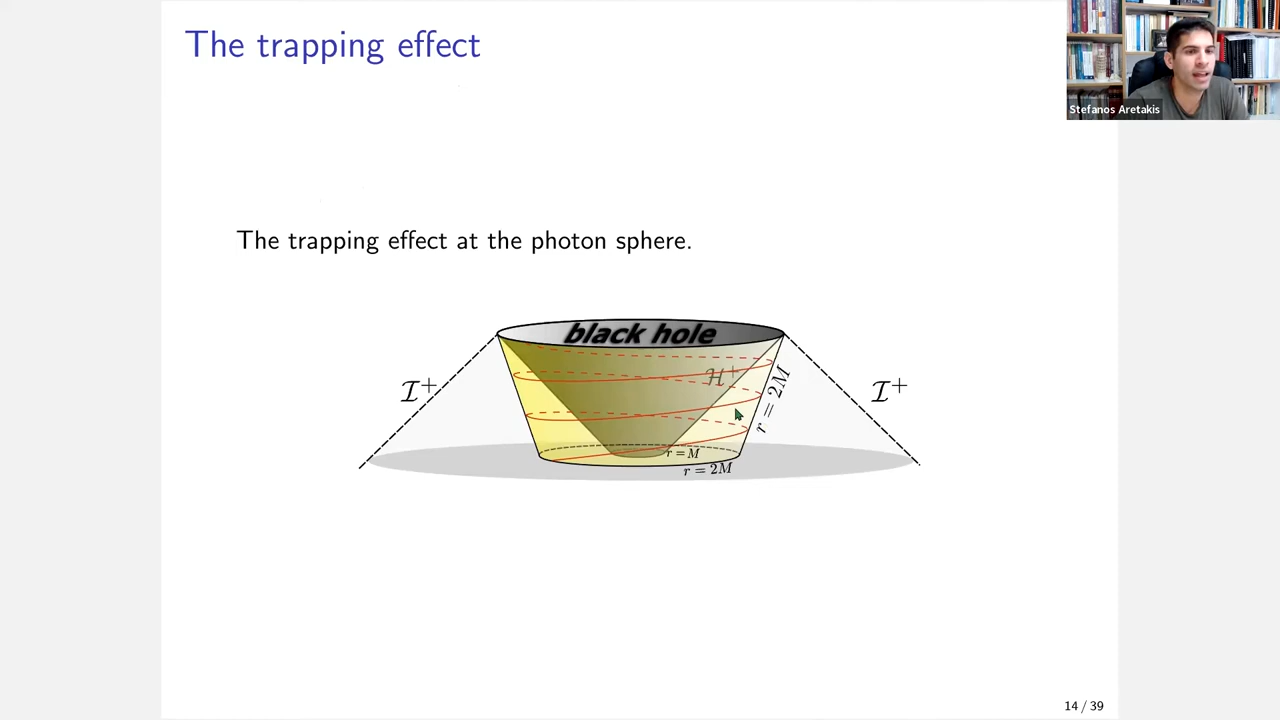 The trapping effect
Stefanos Aretakis
The trapping effect at the photon sphere.
black hole
ℐ⁺
ℋ⁺
r = 2M
ℐ⁺
r = M
r = 2M
14 / 39